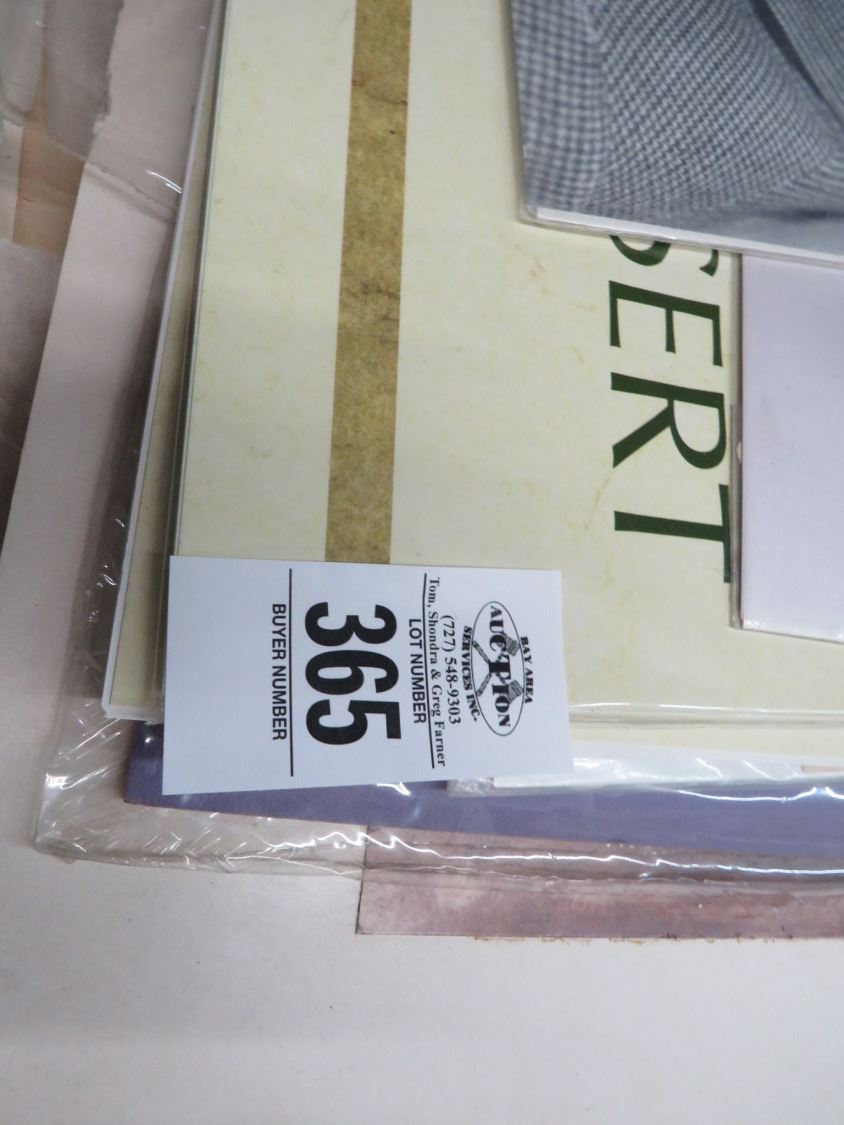 SERT
BAY AREA
AUCTION
SERVICES INC.
(727) 548-9303
Tom, Shondra & Greg Farner
LOT NUMBER
365
BUYER NUMBER